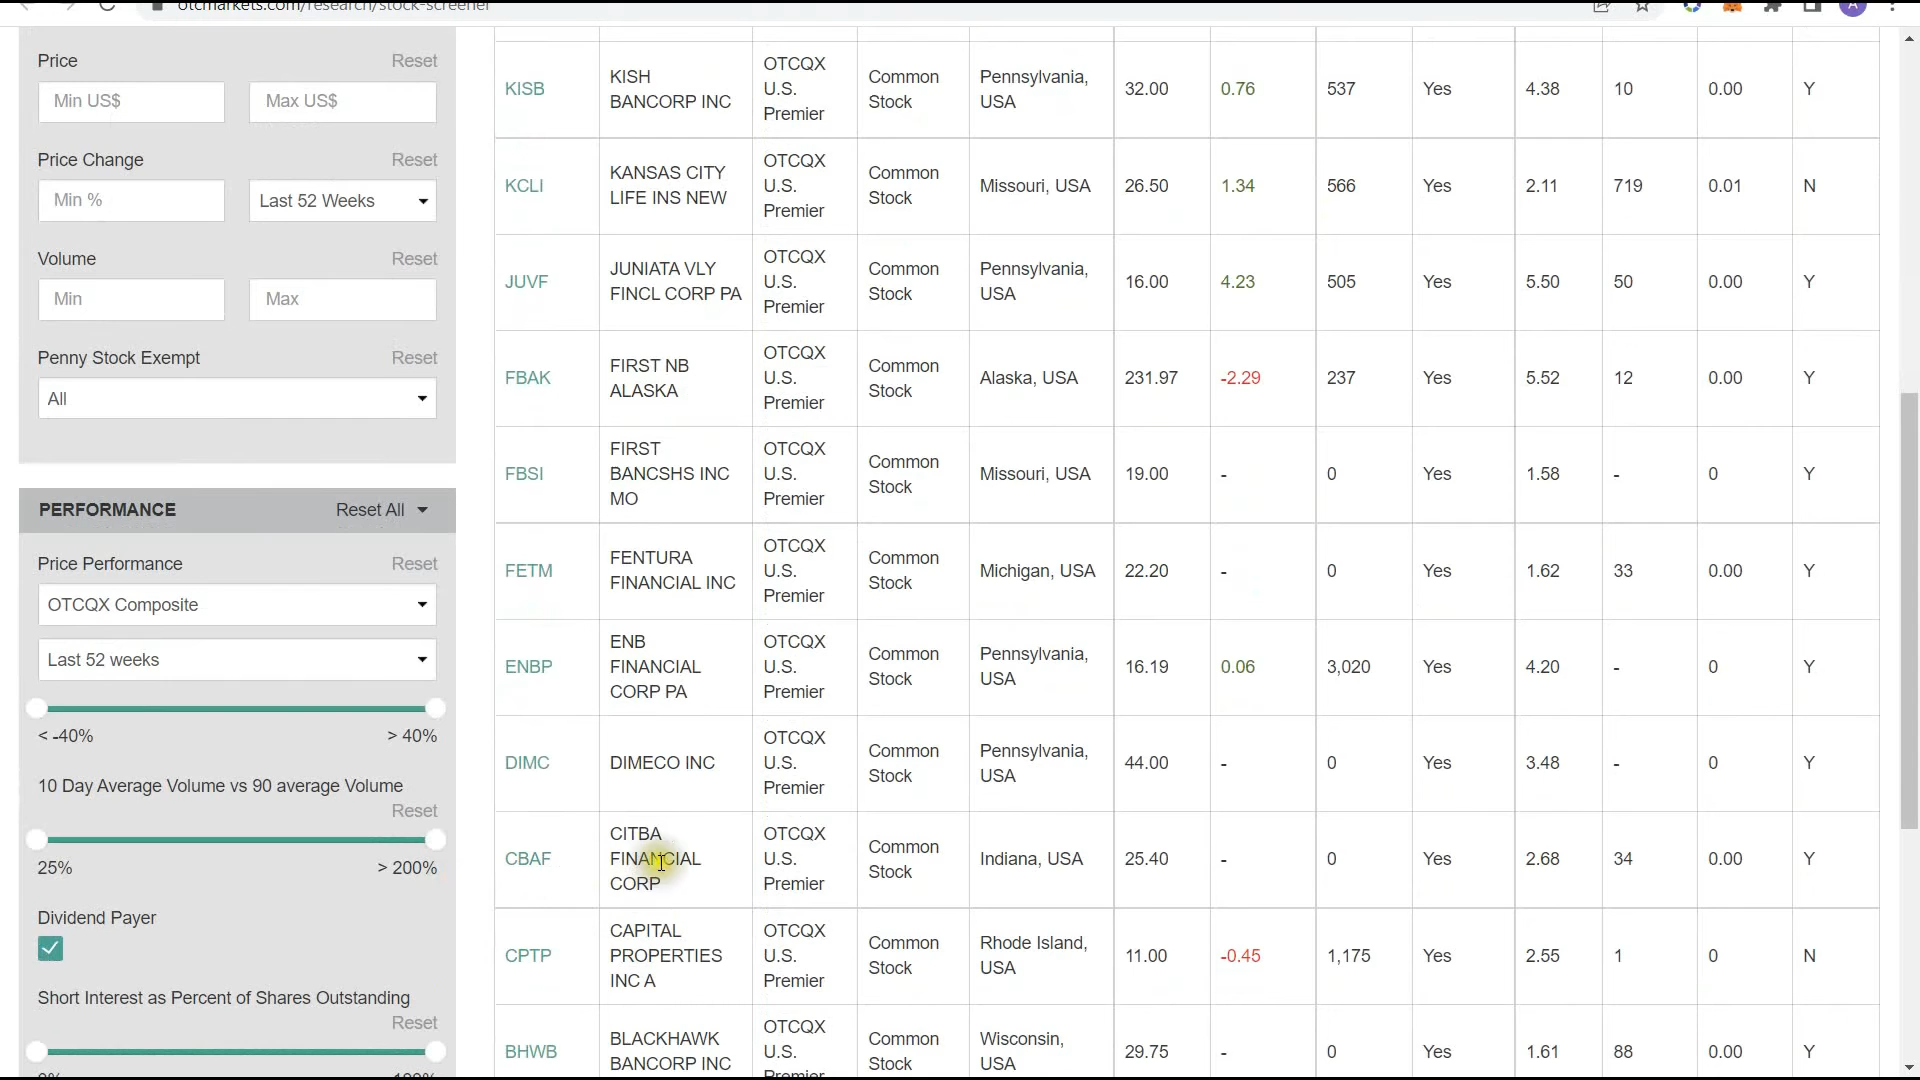 otcmarkets.com/research/stock-screener
A
Price Reset
Min US$ Max US$
Price Change Reset
Min % Last 52 Weeks
Volume Reset
Min Max
Penny Stock Exempt Reset
All
PERFORMANCE Reset All
Price Performance Reset
OTCQX Composite
Last 52 weeks
< -40% > 40%
10 Day Average Volume vs 90 average Volume
Reset
25% > 200%
Dividend Payer
Short Interest as Percent of Shares Outstanding
Reset
KISB
KISH
BANCORP INC
OTCQX
U.S.
Premier
Common
Stock
Pennsylvania,
USA
32.00 0.76 537 Yes 4.38 10 0.00 Y
KCLI
KANSAS CITY
LIFE INS NEW
OTCQX
U.S.
Premier
Common
Stock
Missouri, USA
26.50 1.34 566 Yes 2.11 719 0.01 N
JUVF
JUNIATA VLY
FINCL CORP PA
OTCQX
U.S.
Premier
Common
Stock
Pennsylvania,
USA
16.00 4.23 505 Yes 5.50 50 0.00 Y
FBAK
FIRST NB
ALASKA
OTCQX
U.S.
Premier
Common
Stock
Alaska, USA
231.97 -2.29 237 Yes 5.52 12 0.00 Y
FBSI
FIRST
BANCSHS INC
MO
OTCQX
U.S.
Premier
Common
Stock
Missouri, USA
19.00 - 0 Yes 1.58 - 0 Y
FETM
FENTURA
FINANCIAL INC
OTCQX
U.S.
Premier
Common
Stock
Michigan, USA
22.20 - 0 Yes 1.62 33 0.00 Y
ENBP
ENB
FINANCIAL
CORP PA
OTCQX
U.S.
Premier
Common
Stock
Pennsylvania,
USA
16.19 0.06 3,020 Yes 4.20 - 0 Y
DIMC
DIMECO INC
OTCQX
U.S.
Premier
Common
Stock
Pennsylvania,
USA
44.00 - 0 Yes 3.48 - 0 Y
CBAF
CITBA
FINANCIAL
CORP
OTCQX
U.S.
Premier
Common
Stock
Indiana, USA
25.40 - 0 Yes 2.68 34 0.00 Y
CPTP
CAPITAL
PROPERTIES
INC A
OTCQX
U.S.
Premier
Common
Stock
Rhode Island,
USA
11.00 -0.45 1,175 Yes 2.55 1 0 N
BHWB
BLACKHAWK
BANCORP INC
OTCQX
U.S.
Premier
Common
Stock
Wisconsin,
USA
29.75 - 0 Yes 1.61 88 0.00 Y